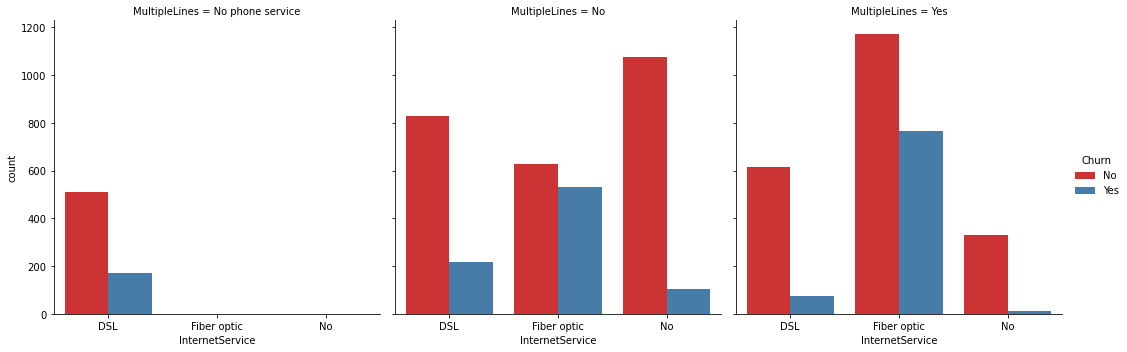 MultipleLines = No phone service
MultipleLines = No
MultipleLines = Yes
1200
1000
800
600
400
200
0
count
DSL
Fiber optic
No
InternetService
DSL
Fiber optic
No
InternetService
DSL
Fiber optic
No
InternetService
Churn
No
Yes